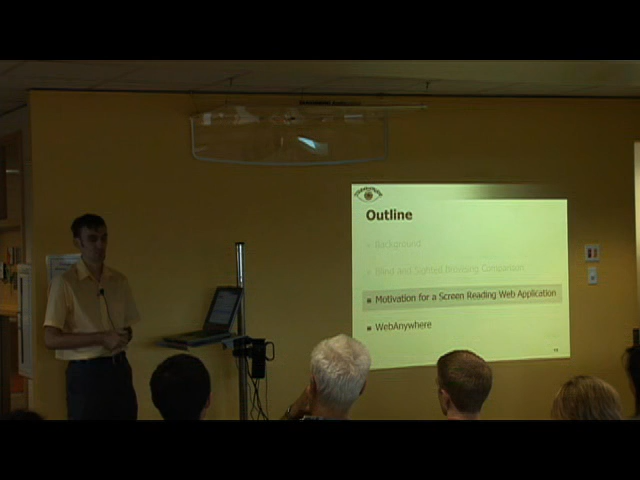 Outline
Background
Blind and Sighted Browsing Comparison
Motivation for a Screen Reading Web Application
WebAnywhere